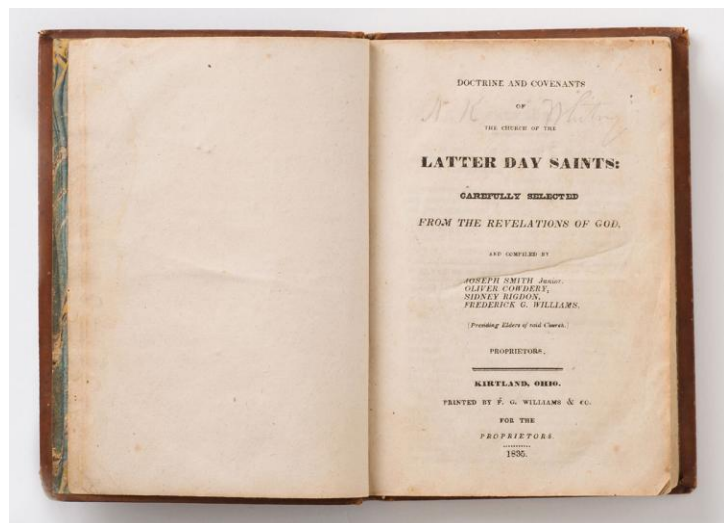 DOCTRINE AND COVENANTS
OF
N. K. Whitney
THE CHURCH OF THE
LATTER DAY SAINTS:
CAREFULLY SELECTED
FROM THE REVELATIONS OF GOD,
AND COMPILED BY
JOSEPH SMITH Junior.
OLIVER COWDERY,
SIDNEY RIGDON,
FREDERICK G. WILLIAMS,
[Presiding Elders of said Church.]
PROPRIETORS.
KIRTLAND, OHIO.
PRINTED BY F. G. WILLIAMS & CO.
FOR THE
PROPRIETORS.
1835.